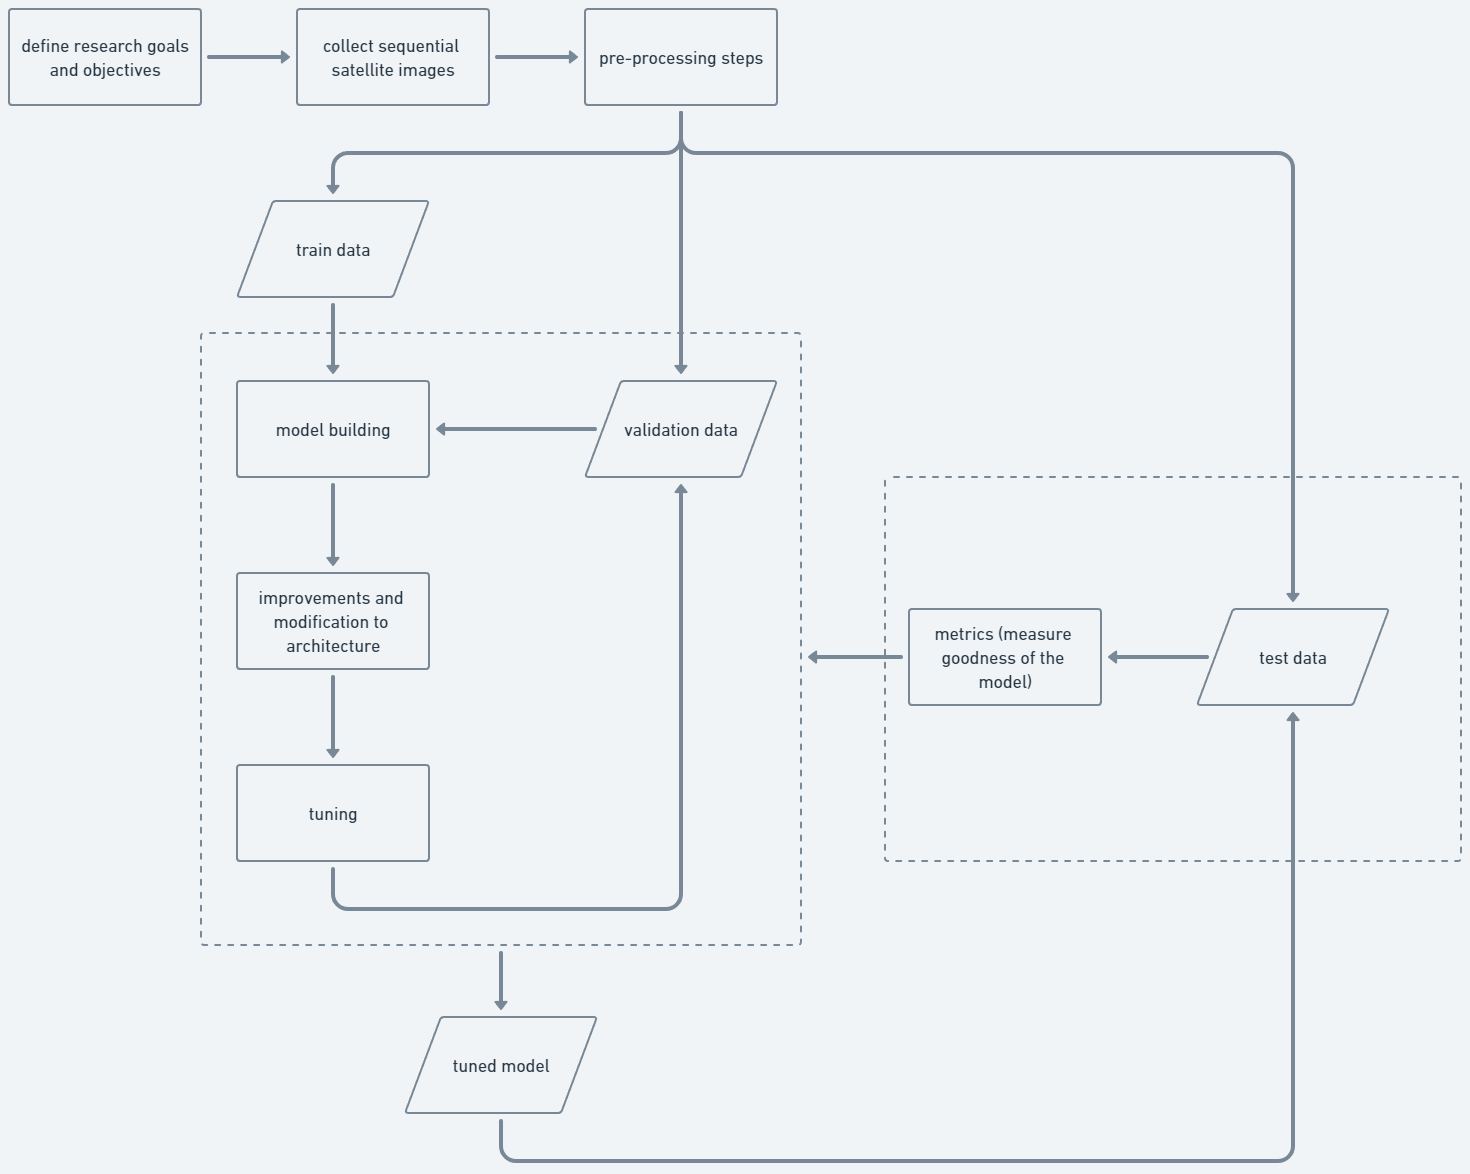 define research goals
and objectives
collect sequential
satellite images
pre-processing steps
train data
model building
validation data
improvements and
modification to
architecture
metrics (measure
goodness of the
model)
test data
tuning
tuned model